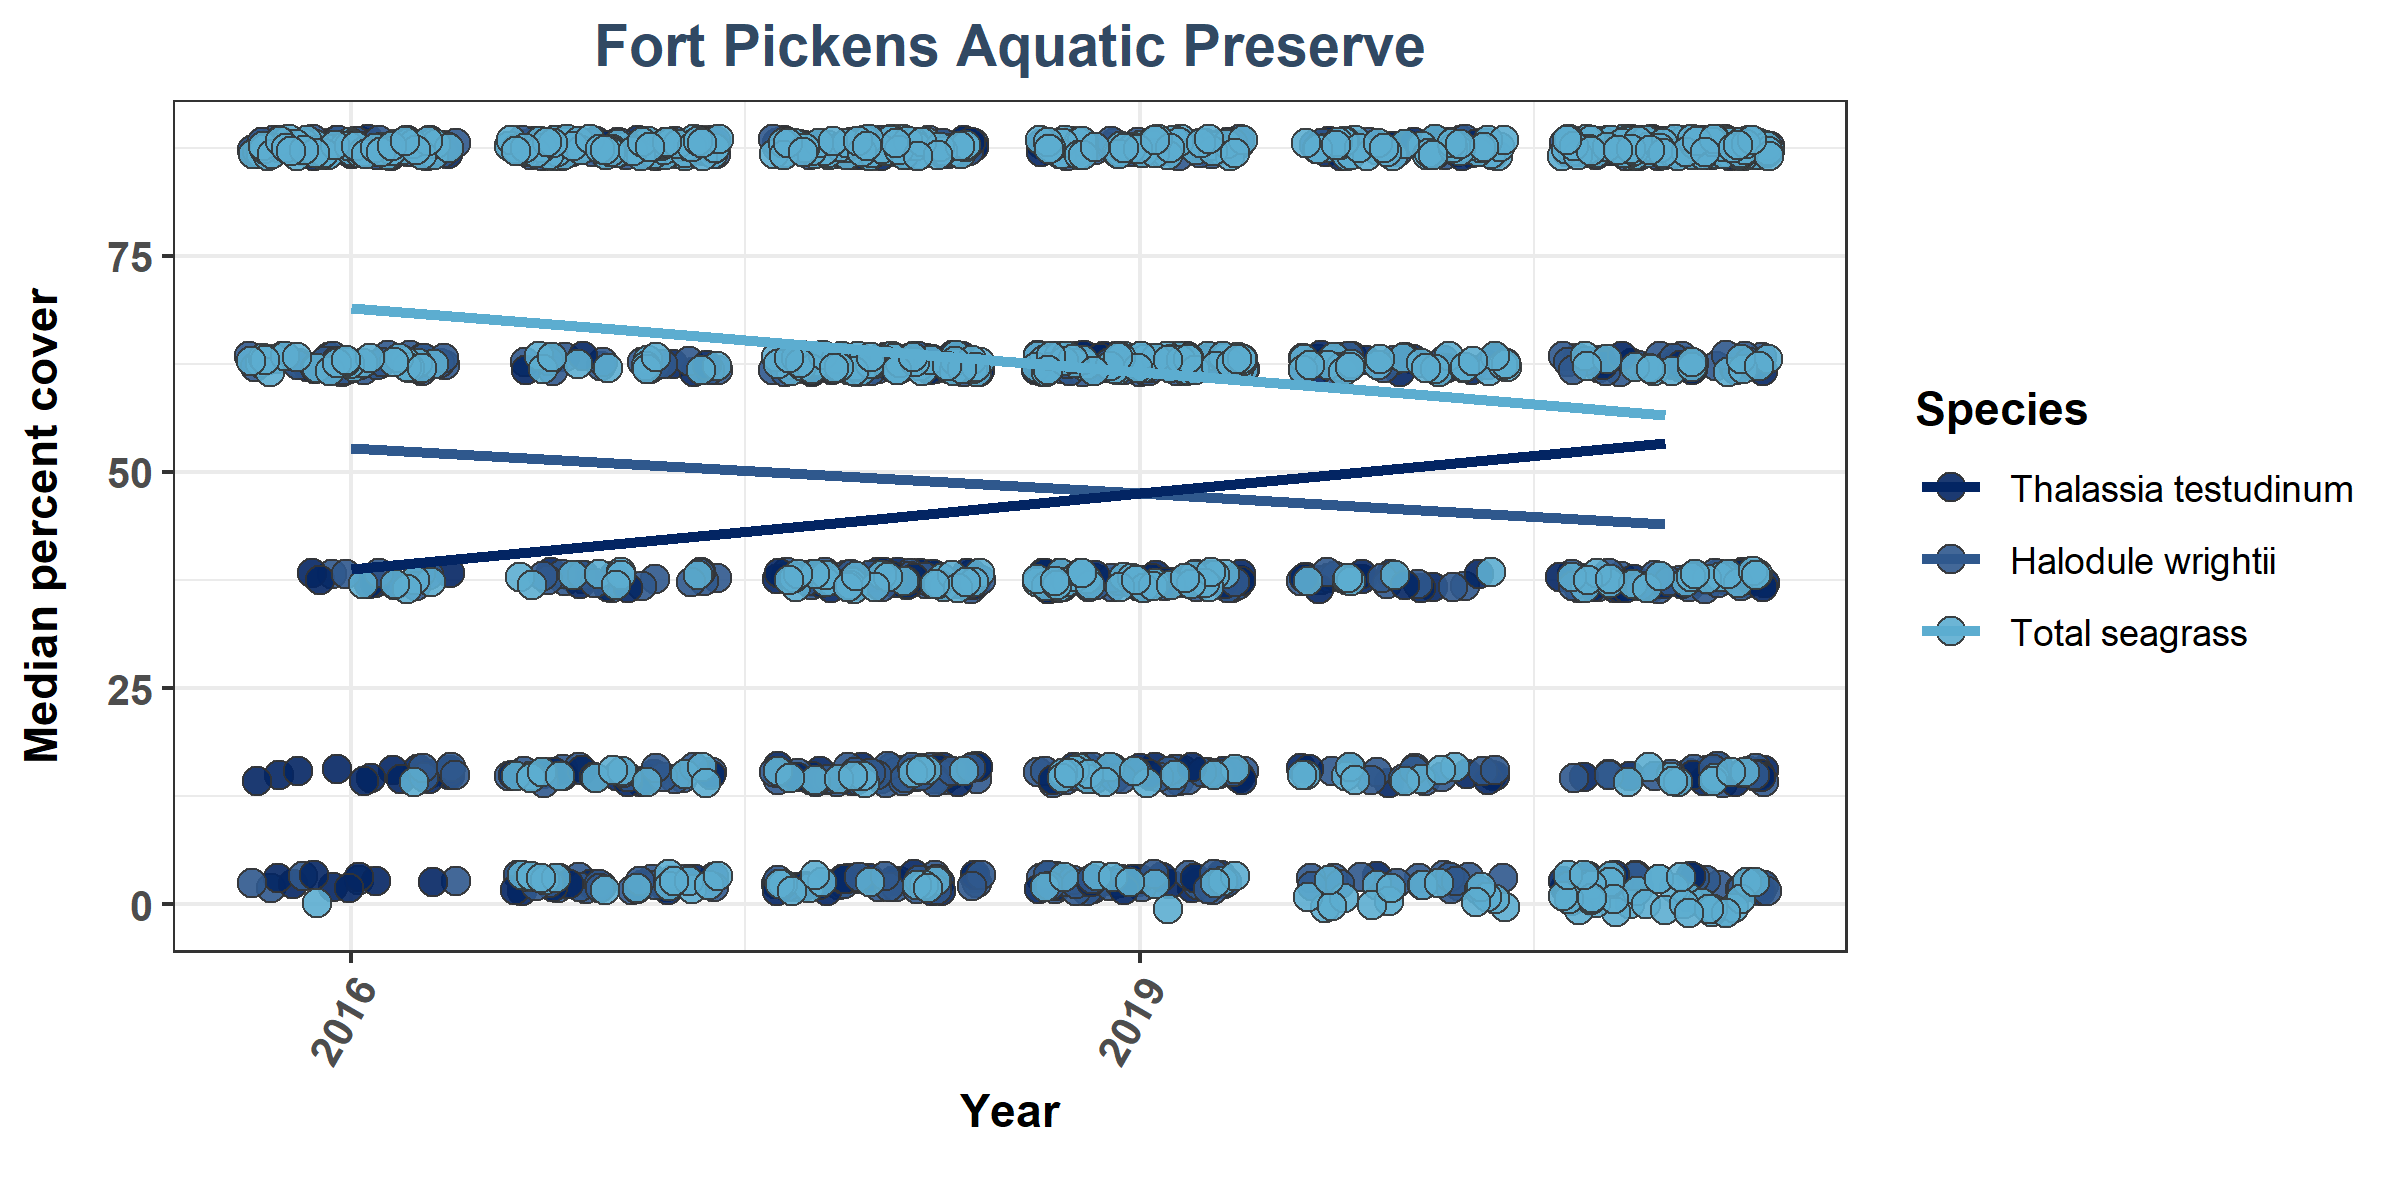 Fort Pickens Aquatic Preserve
Median percent cover
75
50
25
0
2016
2019
Year
Species
Thalassia testudinum
Halodule wrightii
Total seagrass